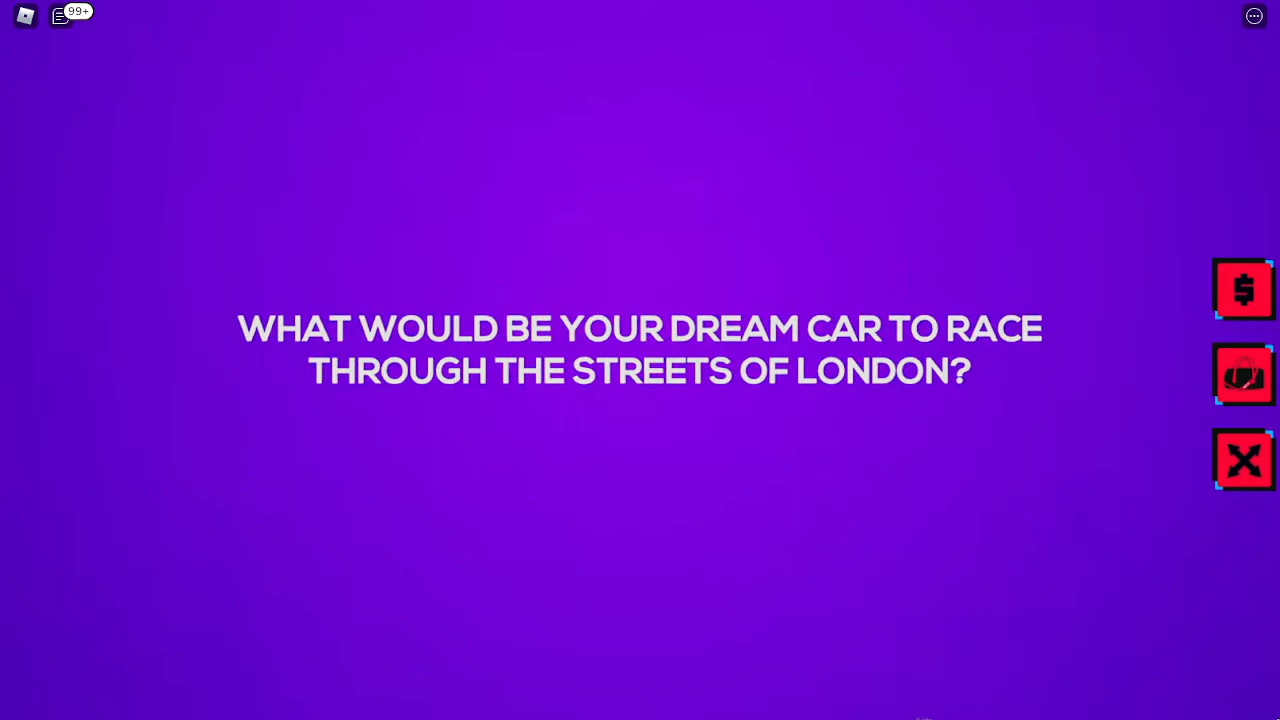 99+
WHAT WOULD BE YOUR DREAM CAR TO RACE
THROUGH THE STREETS OF LONDON?
$